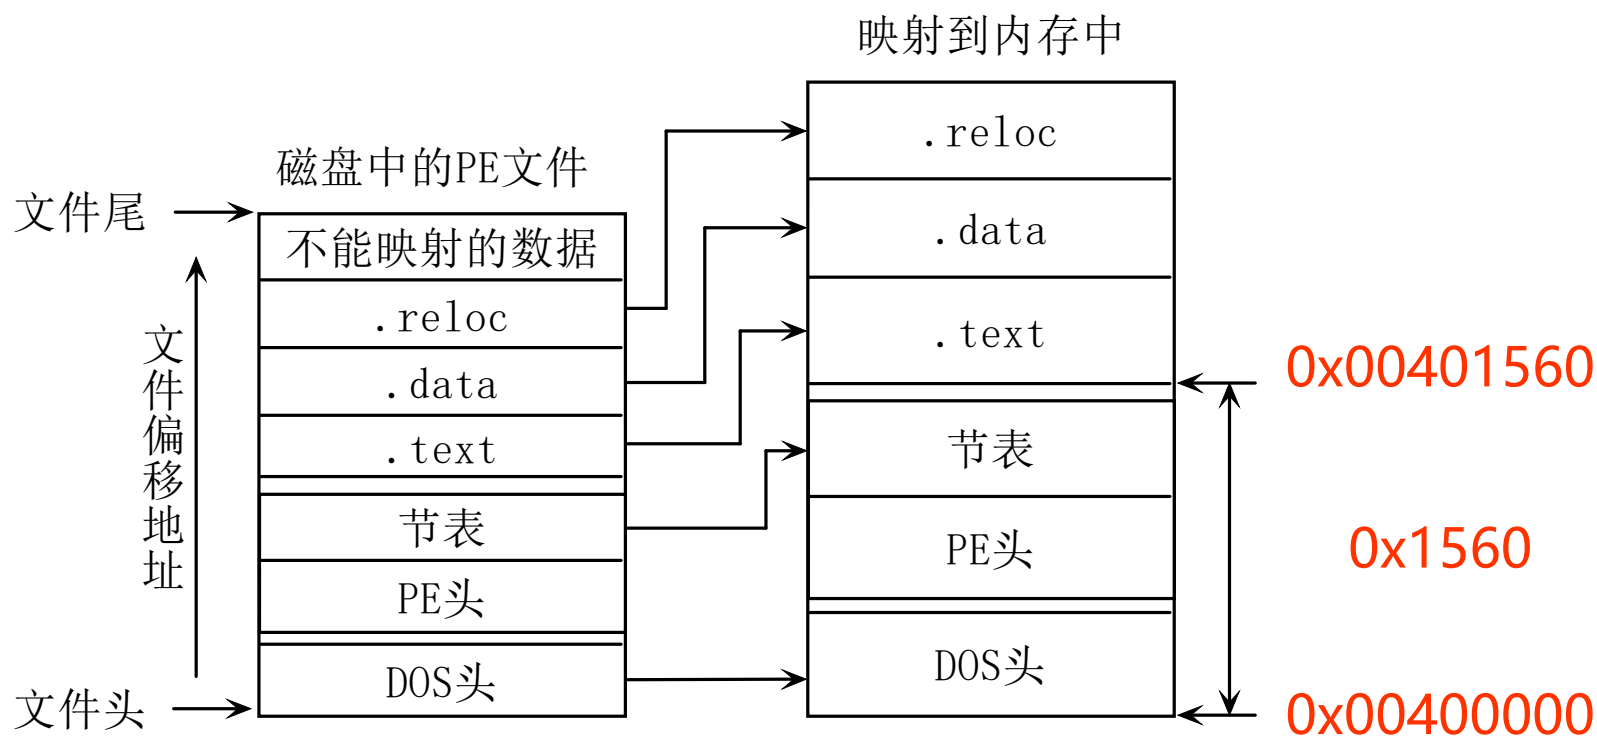 映射到内存中
磁盘中的PE文件
文件尾
不能映射的数据
.reloc
.data
.text
节表
PE头
DOS头
文件偏移地址
文件头
.reloc
.data
.text
节表
PE头
DOS头
0x00401560
0x1560
0x00400000